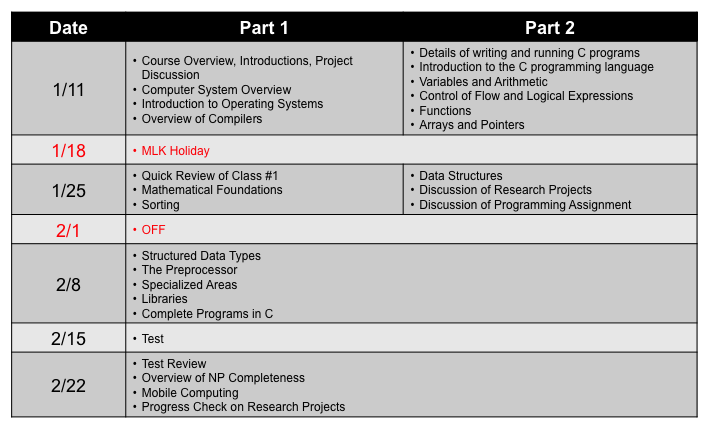 Date Part 1 Part 2
1/11
• Course Overview, Introductions, Project
Discussion
• Computer System Overview
• Introduction to Operating Systems
• Overview of Compilers
• Details of writing and running C programs
• Introduction to the C programming language
• Variables and Arithmetic
• Control of Flow and Logical Expressions
• Functions
• Arrays and Pointers
1/18
• MLK Holiday
1/25
• Quick Review of Class #1
• Mathematical Foundations
• Sorting
• Data Structures
• Discussion of Research Projects
• Discussion of Programming Assignment
2/1
• OFF
2/8
• Structured Data Types
• The Preprocessor
• Specialized Areas
• Libraries
• Complete Programs in C
2/15
• Test
2/22
• Test Review
• Overview of NP Completeness
• Mobile Computing
• Progress Check on Research Projects